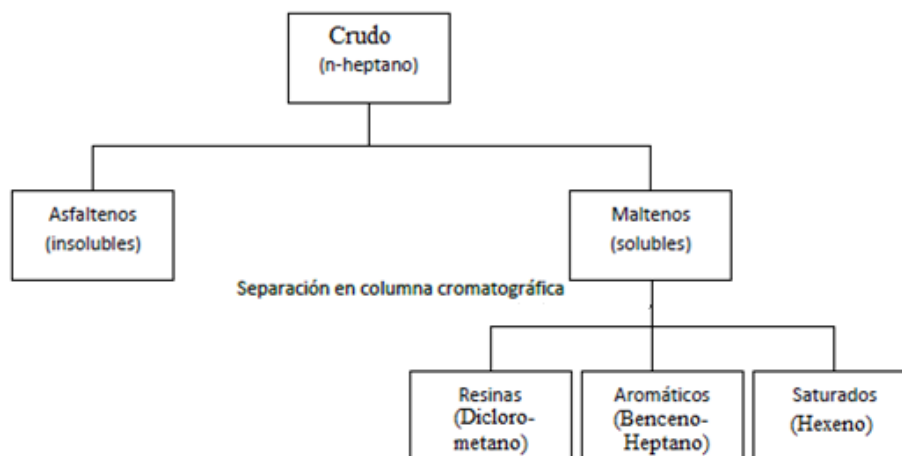 Crudo
(n-heptano)
Asfaltenos
(insolubles)
Maltenos
(solubles)
Separación en columna cromatográfica
Resinas
(Dicloro-
metano)
Aromáticos
(Benceno-
Heptano)
Saturados
(Hexeno)